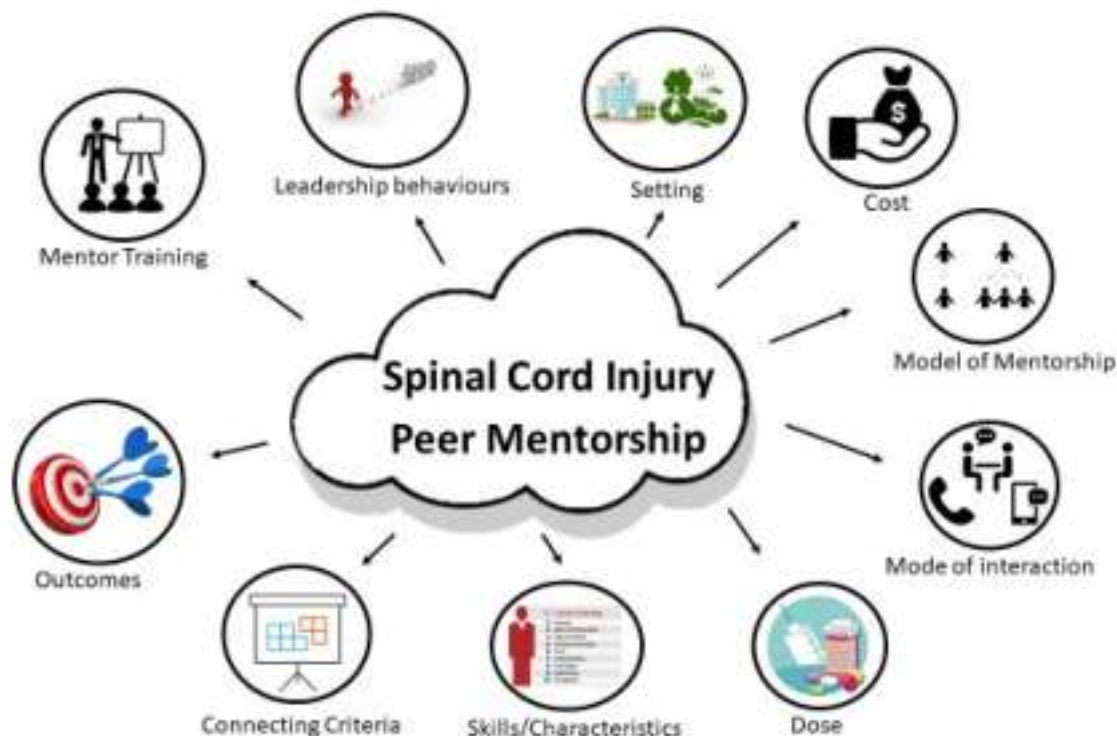 Leadership behaviours
Setting
Cost
$
Mentor Training
Model of Mentorship
Spinal Cord Injury
Peer Mentorship
Outcomes
Mode of interaction
Connecting Criteria
Skills/Characteristics
Dose